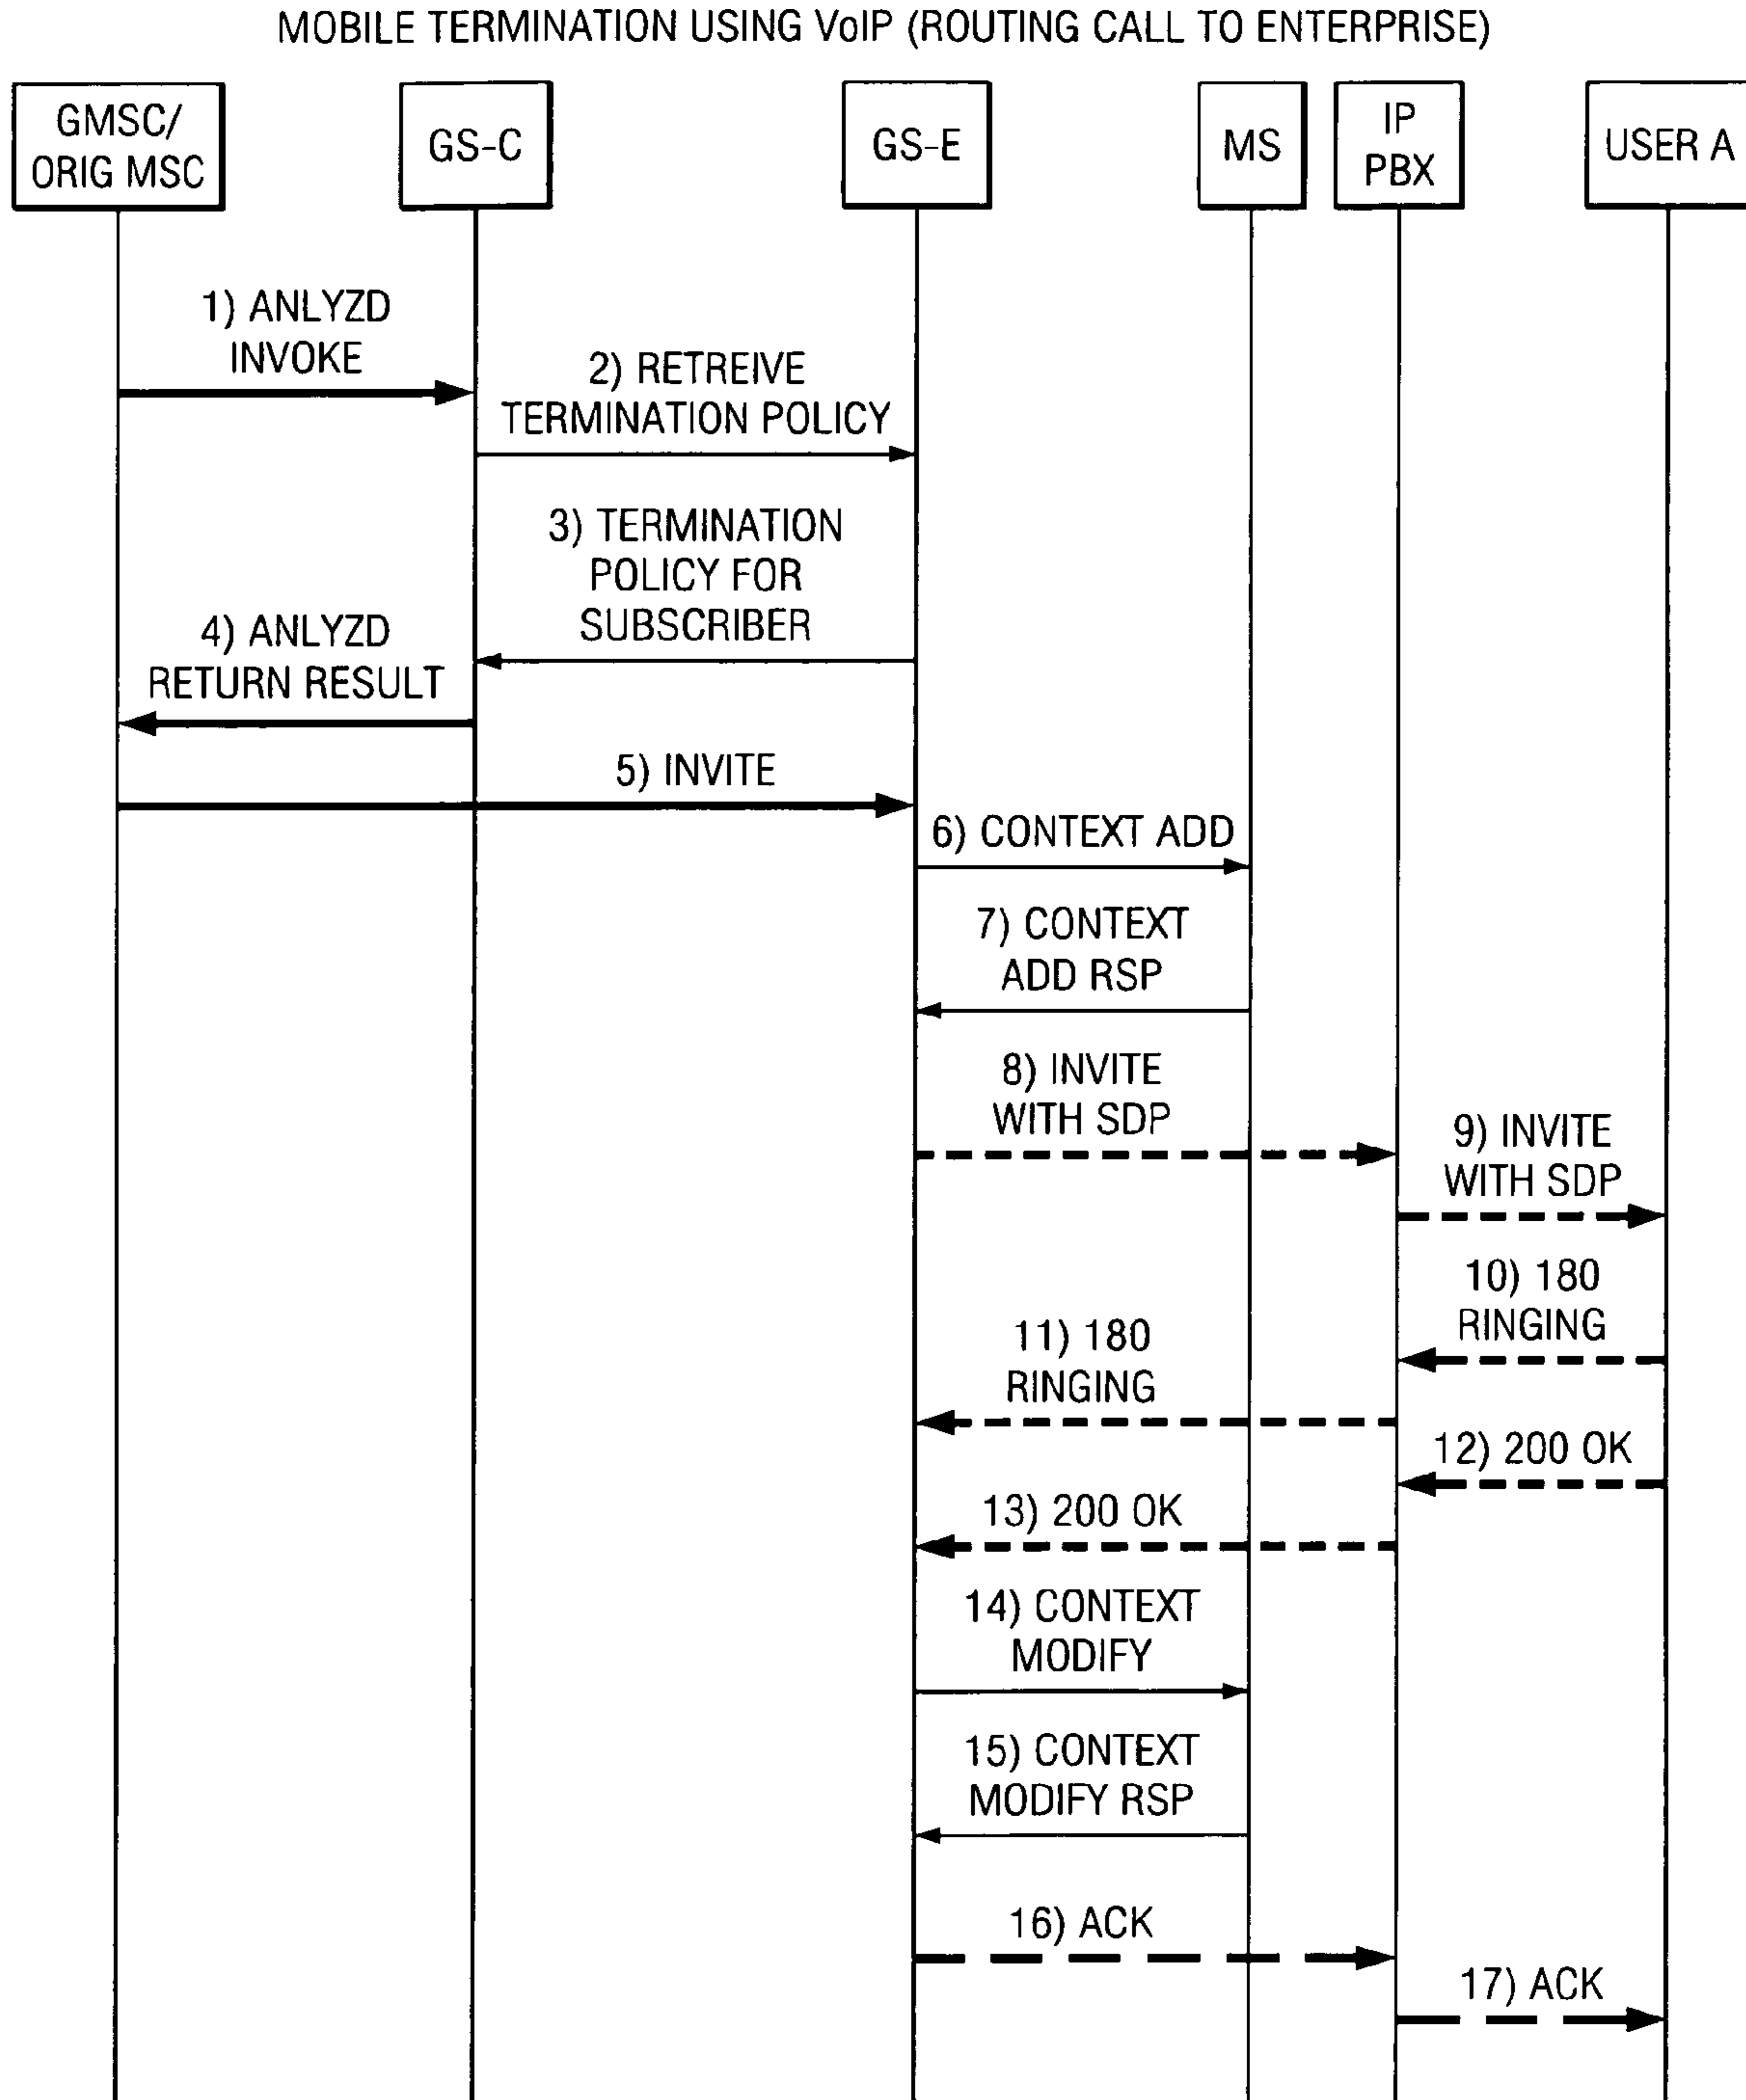 MOBILE TERMINATION USING VoIP (ROUTING CALL TO ENTERPRISE)
GMSC/
ORIG MSC
GS-C
GS-E
MS
IP
PBX
USER A
1) ANLYZD
INVOKE
2) RETREIVE
TERMINATION POLICY
3) TERMINATION
POLICY FOR
SUBSCRIBER
4) ANLYZD
RETURN RESULT
5) INVITE
6) CONTEXT ADD
7) CONTEXT
ADD RSP
8) INVITE
WITH SDP
9) INVITE
WITH SDP
10) 180
RINGING
11) 180
RINGING
12) 200 OK
13) 200 OK
14) CONTEXT
MODIFY
15) CONTEXT
MODIFY RSP
16) ACK
17) ACK